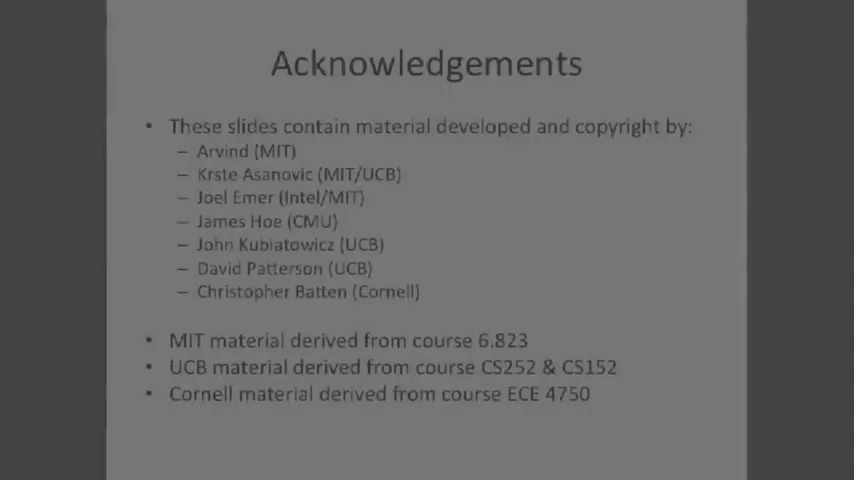 Acknowledgements
• These slides contain material developed and copyright by:
– Arvind (MIT)
– Krste Asanovic (MIT/UCB)
– Joel Emer (Intel/MIT)
– James Hoe (CMU)
– John Kubiatowicz (UCB)
– David Patterson (UCB)
– Christopher Batten (Cornell)
• MIT material derived from course 6.823
• UCB material derived from course CS252 & CS152
• Cornell material derived from course ECE 4750